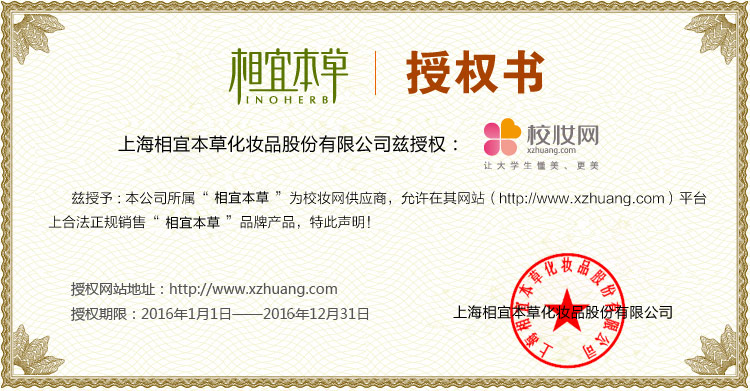 相宜本草
INOHERB
授权书
上海相宜本草化妆品股份有限公司兹授权：
校妆网
xzhuang.com
让大学生懂美、更美
兹授予：本公司所属“ 相宜本草 ”为校妆网供应商，允许在其网站（http://www.xzhuang.com）平台
上合法正规销售“ 相宜本草 ”品牌产品，特此声明！
授权网站地址：http://www.xzhuang.com
授权期限：2016年1月1日——2016年12月31日
上海相宜本草化妆品股份有限公司
上海相宜本草化妆品股份有限公司